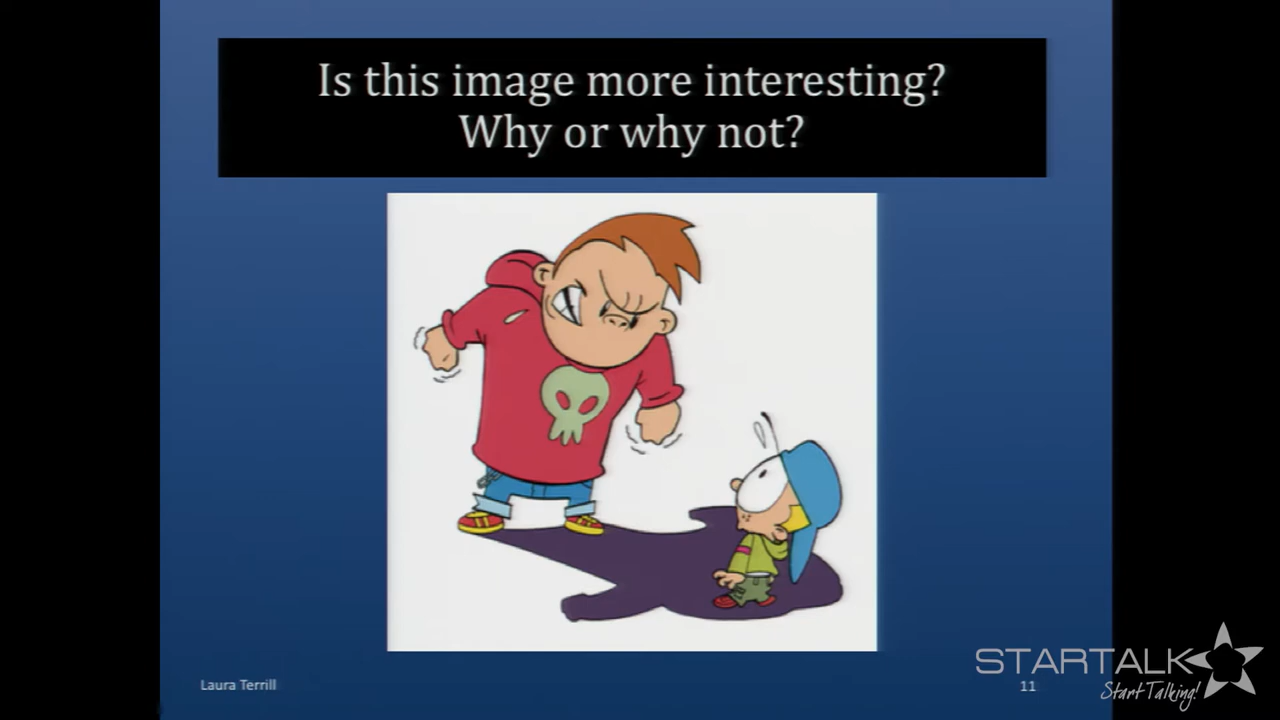 Is this image more interesting?
Why or why not?
Laura Terrill
11
STARTALK
Start Talking!